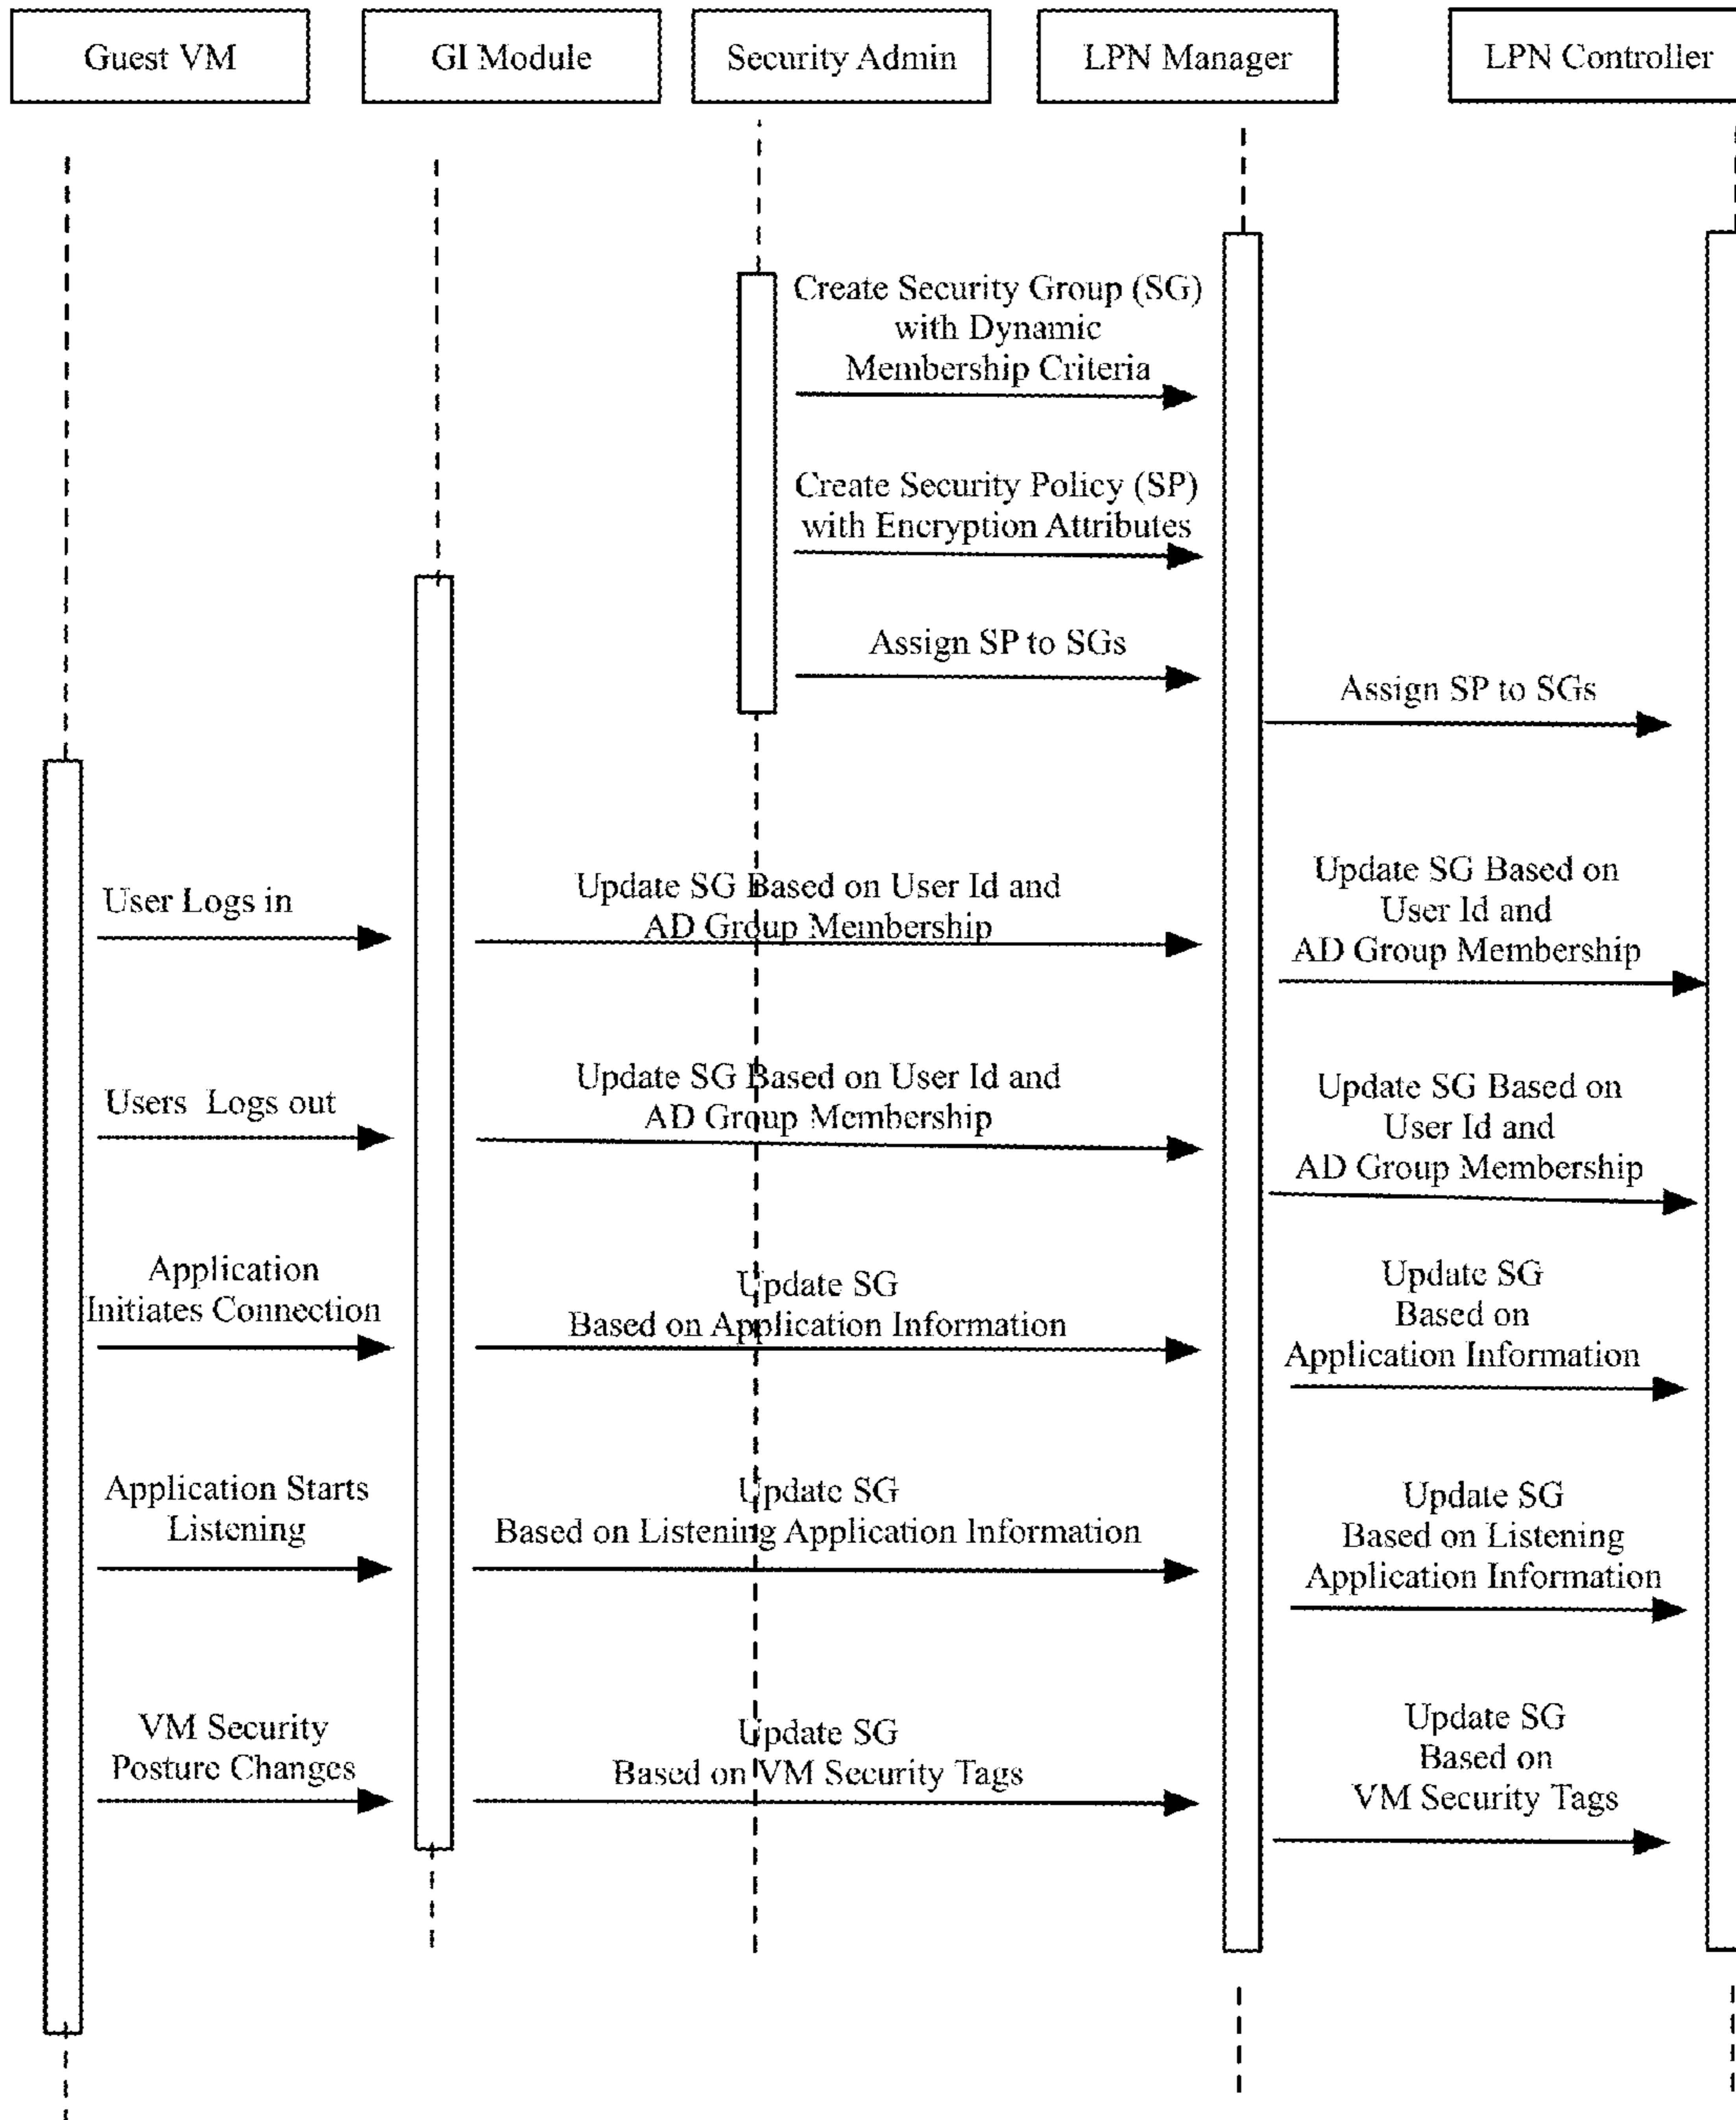 Guest VM
GI Module
Security Admin
LPN Manager
LPN Controller
Create Security Group (SG)
with Dynamic
Membership Criteria
Create Security Policy (SP)
with Encryption Attributes
Assign SP to SGs
Assign SP to SGs
User Logs in
Update SG Based on User Id and
AD Group Membership
Update SG Based on
User Id and
AD Group Membership
Users Logs out
Update SG Based on User Id and
AD Group Membership
Update SG Based on
User Id and
AD Group Membership
Application
Initiates Connection
Update SG
Based on Application Information
Update SG
Based on
Application Information
Application Starts
Listening
Update SG
Based on Listening Application Information
Update SG
Based on Listening
Application Information
VM Security
Posture Changes
Update SG
Based on VM Security Tags
Update SG
Based on
VM Security Tags